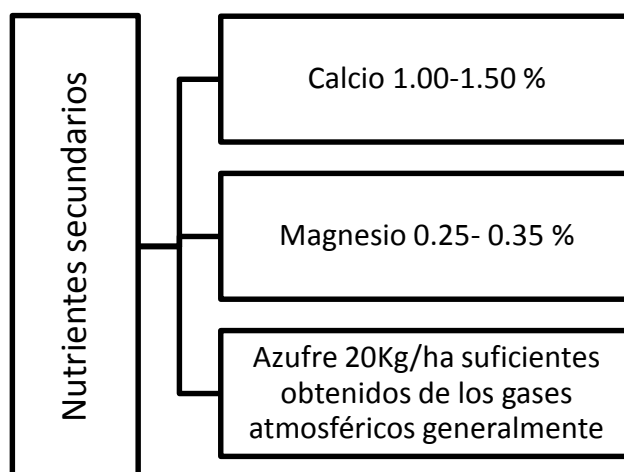 Nutrientes secundarios
Calcio 1.00-1.50 %
Magnesio 0.25- 0.35 %
Azufre 20Kg/ha suficientes
obtenidos de los gases
atmosféricos generalmente